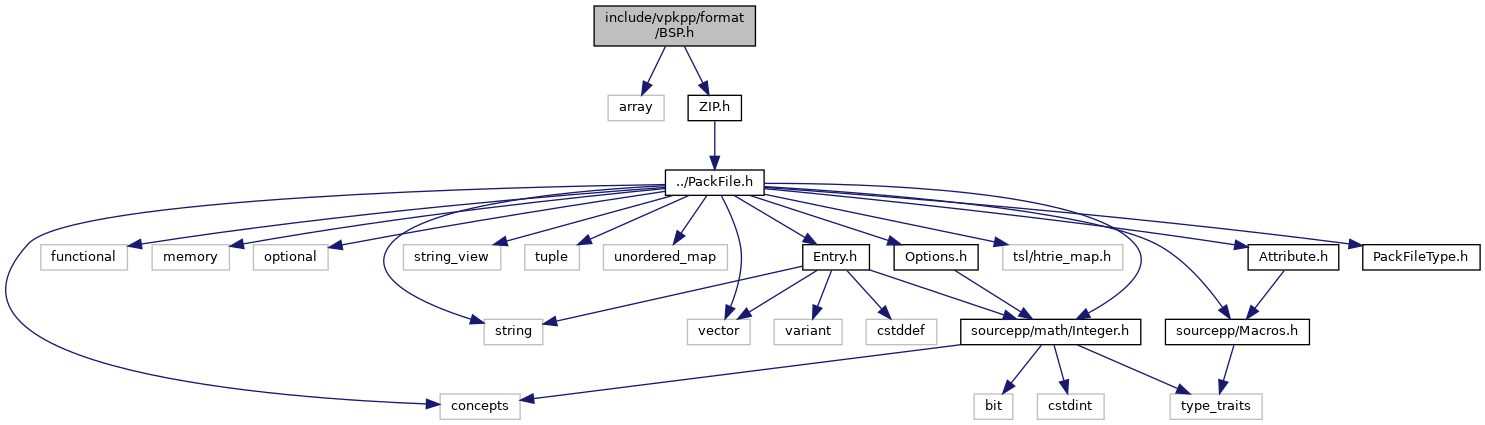 include/vpkpp/format
/BSP.h
array
ZIP.h
../PackFile.h
functional
memory
optional
string_view
tuple
unordered_map
Entry.h
Options.h
tsl/htrie_map.h
Attribute.h
PackFileType.h
string
vector
variant
cstddef
sourcepp/math/Integer.h
sourcepp/Macros.h
concepts
bit
cstdint
type_traits